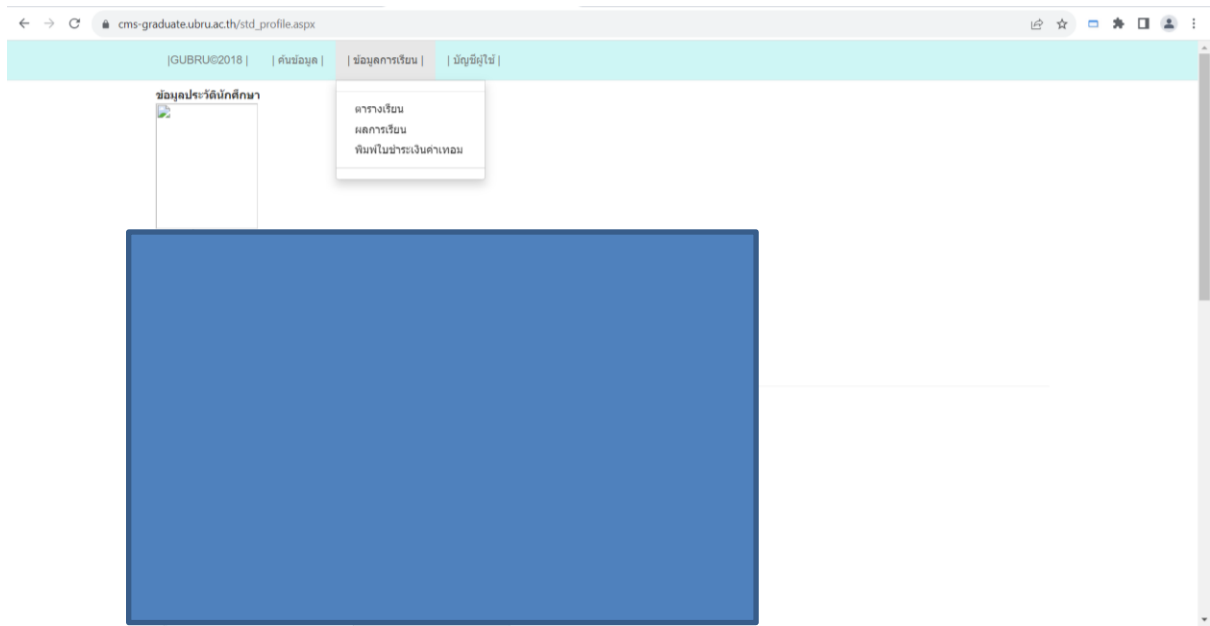 cms-graduate.ubru.ac.th/std_profile.aspx
|GUBRU©2018 | | ค้นข้อมูล | | ข้อมูลการเรียน | | บัญชีผู้ใช้ |
ข้อมูลประวัตินักศึกษา
ตารางเรียน
ผลการเรียน
พิมพ์ใบชำระเงินค่าเทอม